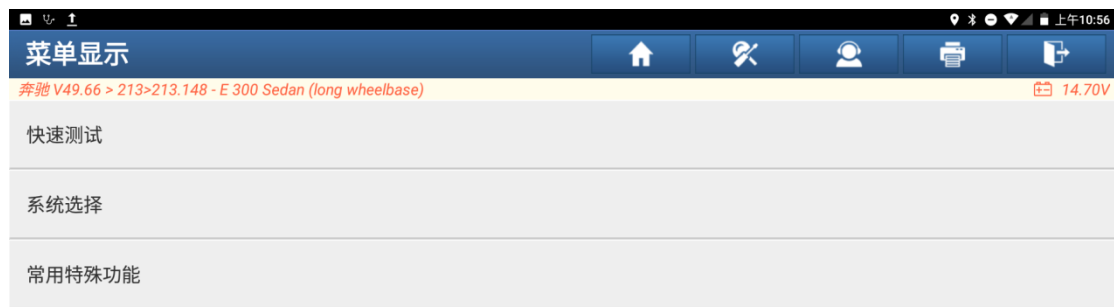 上午10:56
菜单显示
奔驰 V49.66 > 213>213.148 - E 300 Sedan (long wheelbase)
14.70V
快速测试
系统选择
常用特殊功能